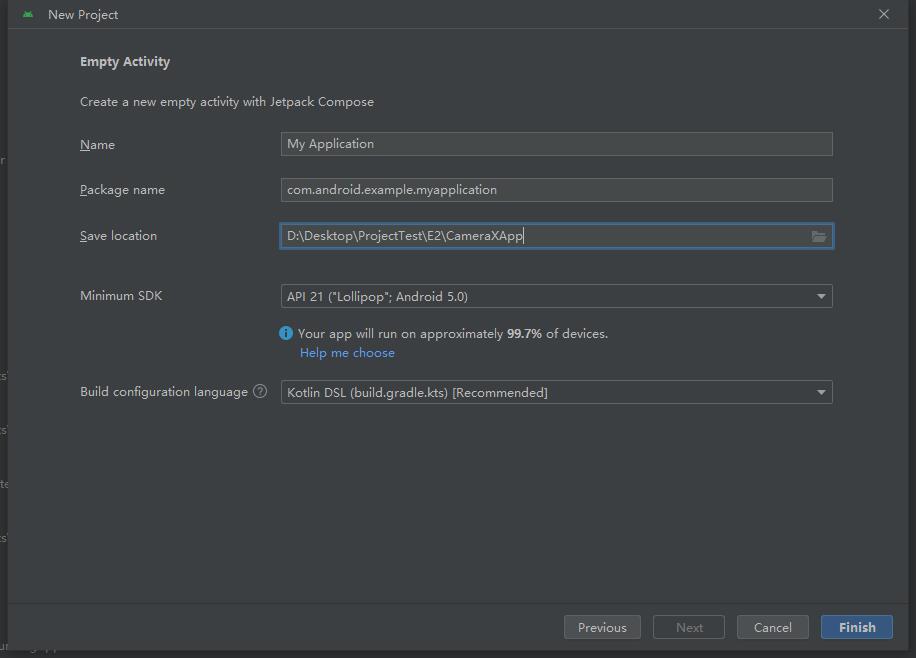 New Project
Empty Activity
Create a new empty activity with Jetpack Compose
Name
My Application
Package name
com.android.example.myapplication
Save location
D:\Desktop\ProjectTest\E2\CameraXApp
Minimum SDK
API 21 ("Lollipop"; Android 5.0)
Your app will run on approximately 99.7% of devices.
Help me choose
Build configuration language ?
Kotlin DSL (build.gradle.kts) [Recommended]
Previous
Next
Cancel
Finish